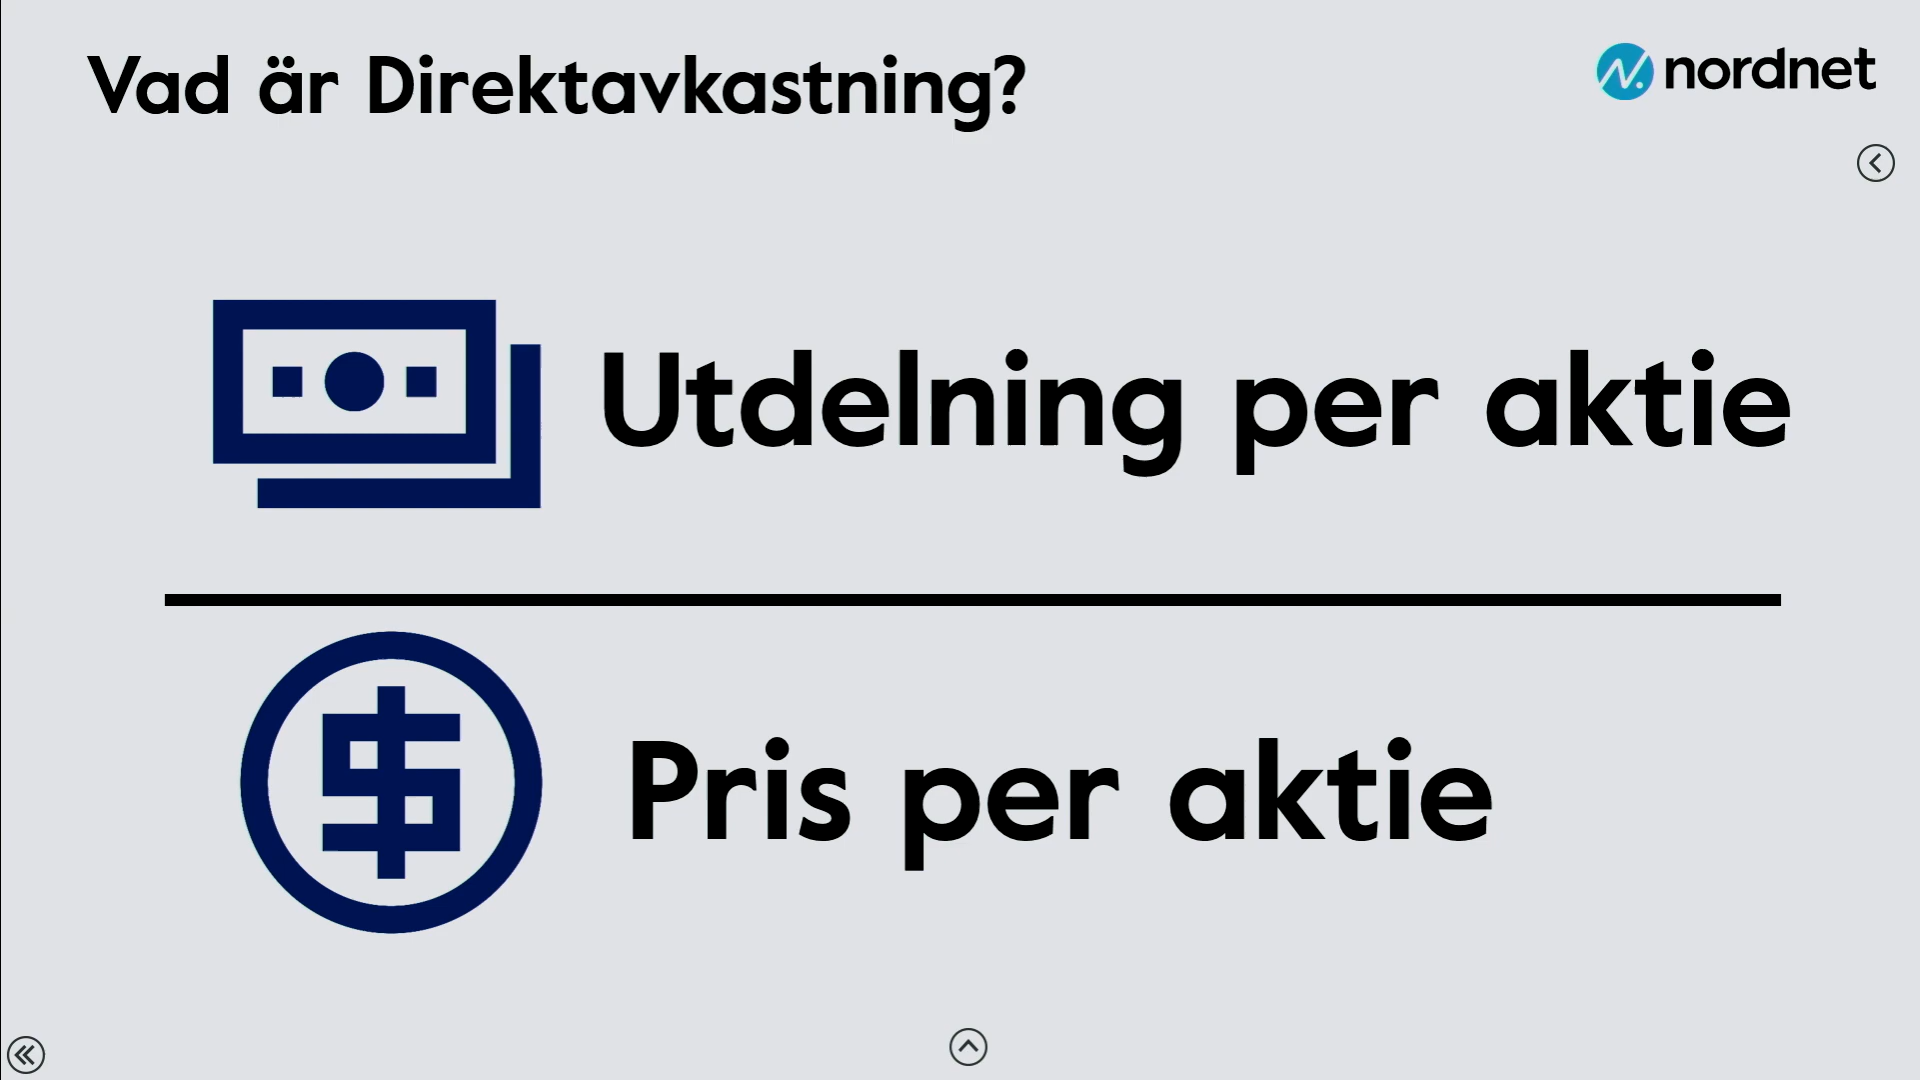 Vad är Direktavkastning?
nordnet
Utdelning per aktie
Pris per aktie